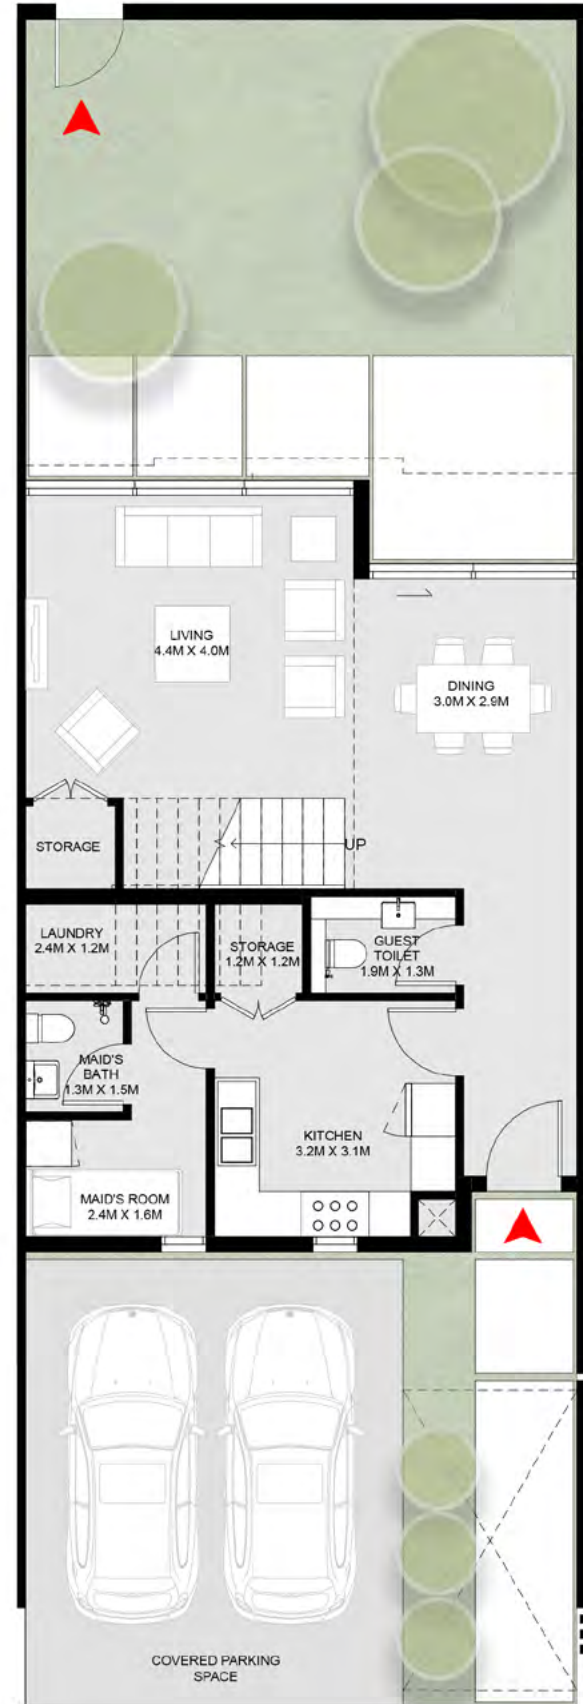 LIVING
4.4M X 4.0M
DINING
3.0M X 2.9M
STORAGE
UP
LAUNDRY
2.4M X 1.2M
STORAGE
1.2M X 1.2M
GUEST
TOILET
1.9M X 1.3M
MAID'S
BATH
1.3M X 1.5M
KITCHEN
3.2M X 3.1M
MAID'S ROOM
2.4M X 1.6M
COVERED PARKING
SPACE